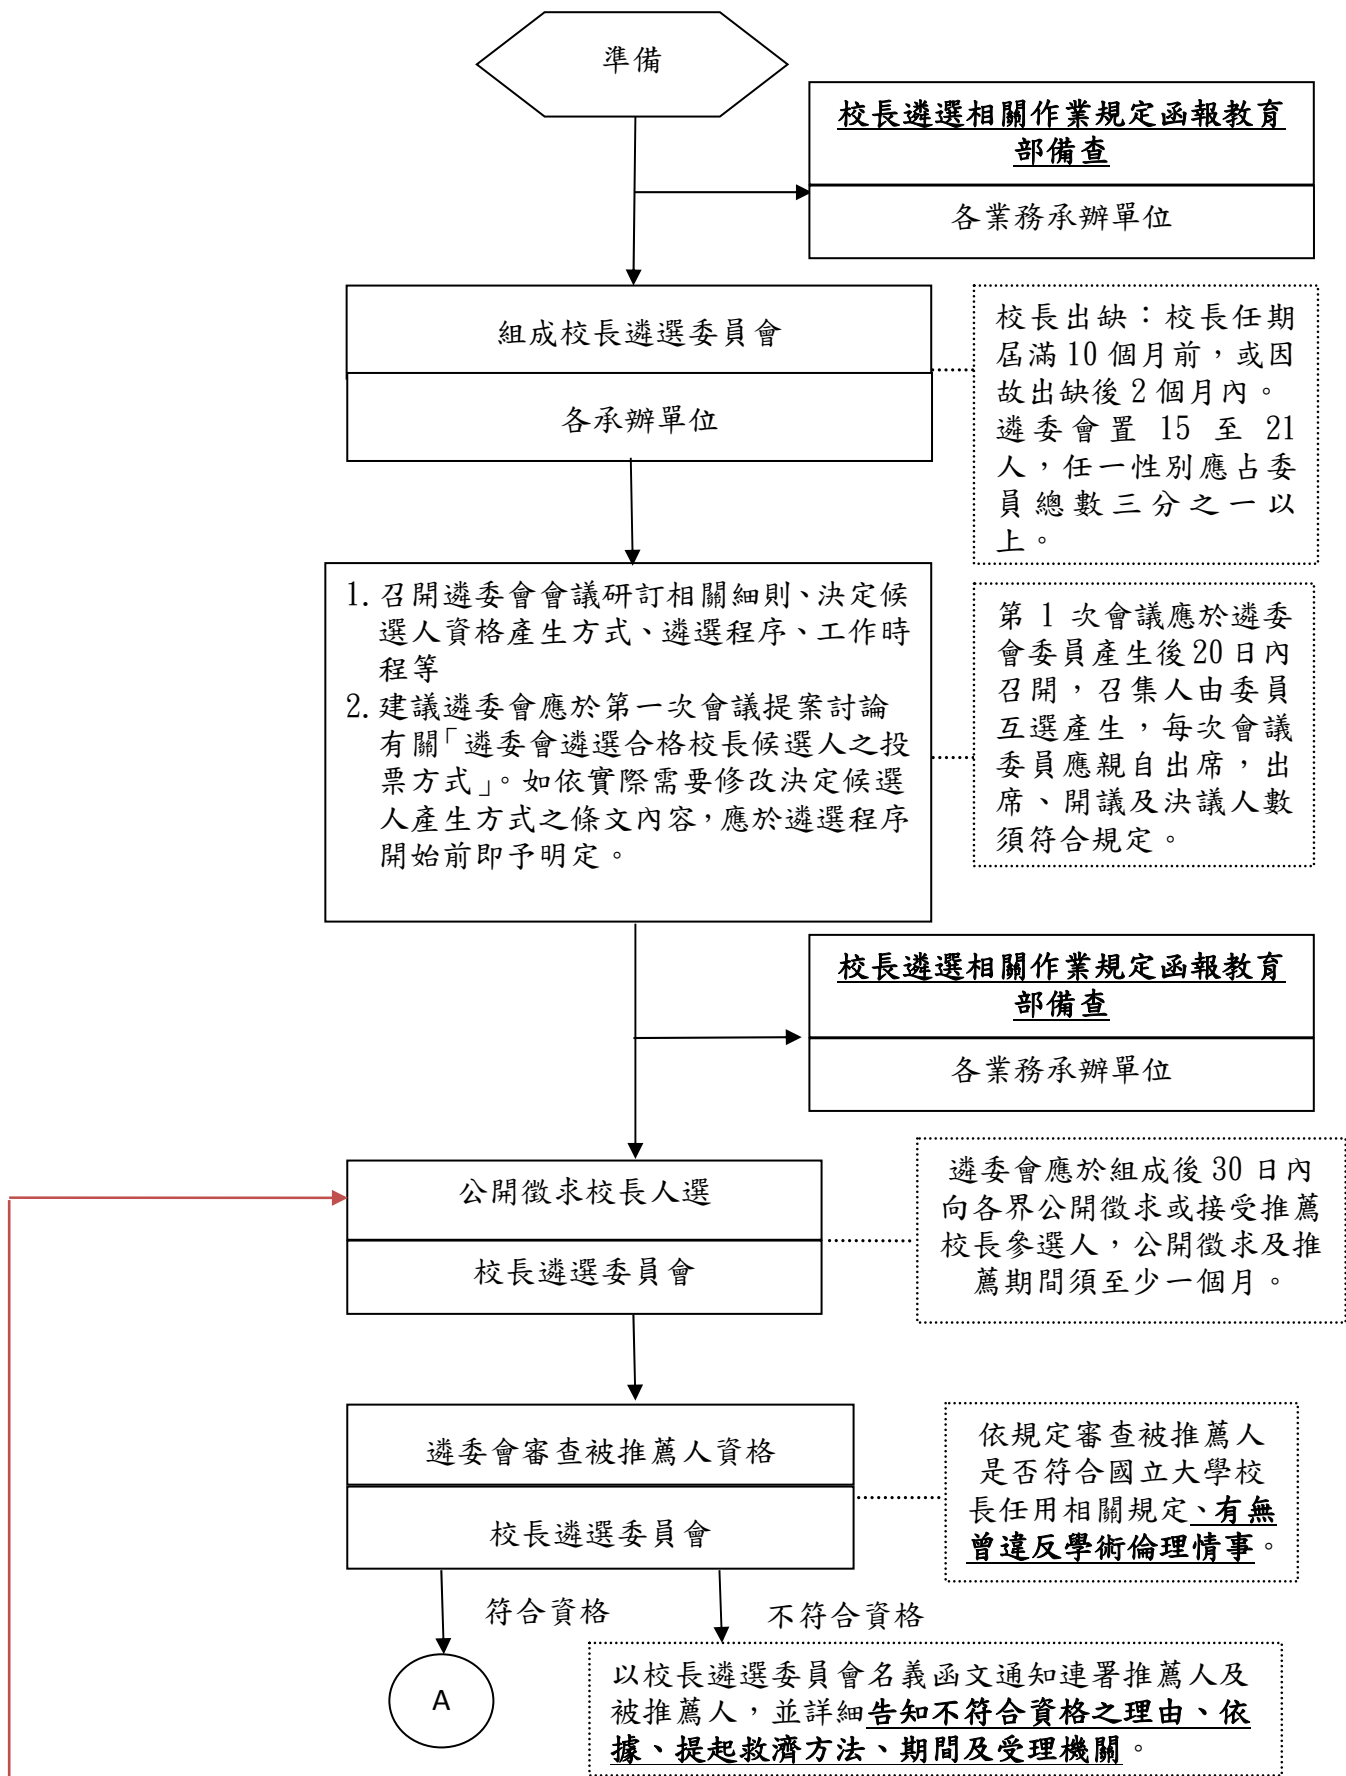 準備
校長遴選相關作業規定函報教育
部備查
各業務承辦單位
組成校長遴選委員會
各承辦單位
校長出缺：校長任期
屆滿10個月前，或因
故出缺後2個月內。
遴委會置 15 至 21
人，任一性別應占委
員總數三分之一以
上。
1. 召開遴委會會議研訂相關細則、決定候
選人資格產生方式、遴選程序、工作時
程等
2. 建議遴委會應於第一次會議提案討論
有關「遴委會遴選合格校長候選人之投
票方式」。如依實際需要修改決定候選
人產生方式之條文內容，應於遴選程序
開始前即予明定。
第 1 次會議應於遴委
會委員產生後20日內
召開，召集人由委員
互選產生，每次會議
委員應親自出席，出
席、開議及決議人數
須符合規定。
校長遴選相關作業規定函報教育
部備查
各業務承辦單位
公開徵求校長人選
校長遴選委員會
遴委會應於組成後30日內
向各界公開徵求或接受推薦
校長參選人，公開徵求及推
薦期間須至少一個月。
遴委會審查被推薦人資格
校長遴選委員會
依規定審查被推薦人
是否符合國立大學校
長任用相關規定、有無
曾違反學術倫理情事。
符合資格
不符合資格
A
以校長遴選委員會名義函文通知連署推薦人及
被推薦人，並詳細告知不符合資格之理由、依
據、提起救濟方法、期間及受理機關。